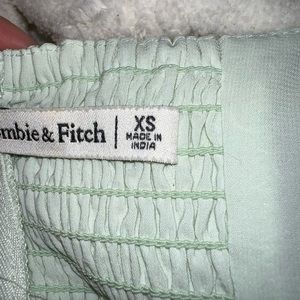 mbie & Fitch
XS
MADE IN
INDIA